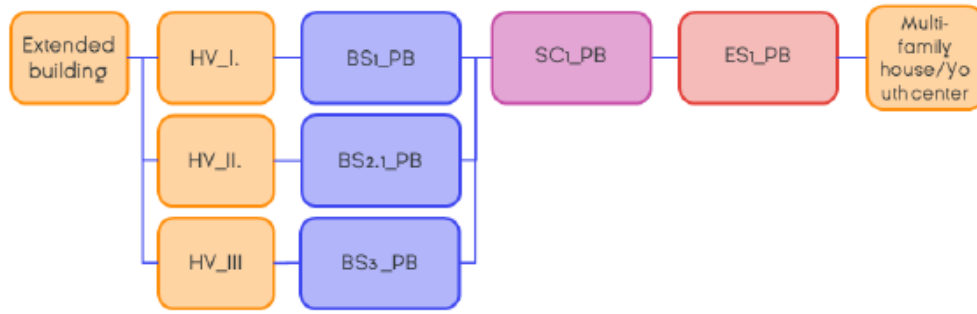 Extended
building
HV_I.
BS1_PB
SC1_PB
ES1_PB
Multi-
family
house/Yo
uth center
HV_II.
BS2.1_PB
HV_III
BS3_PB